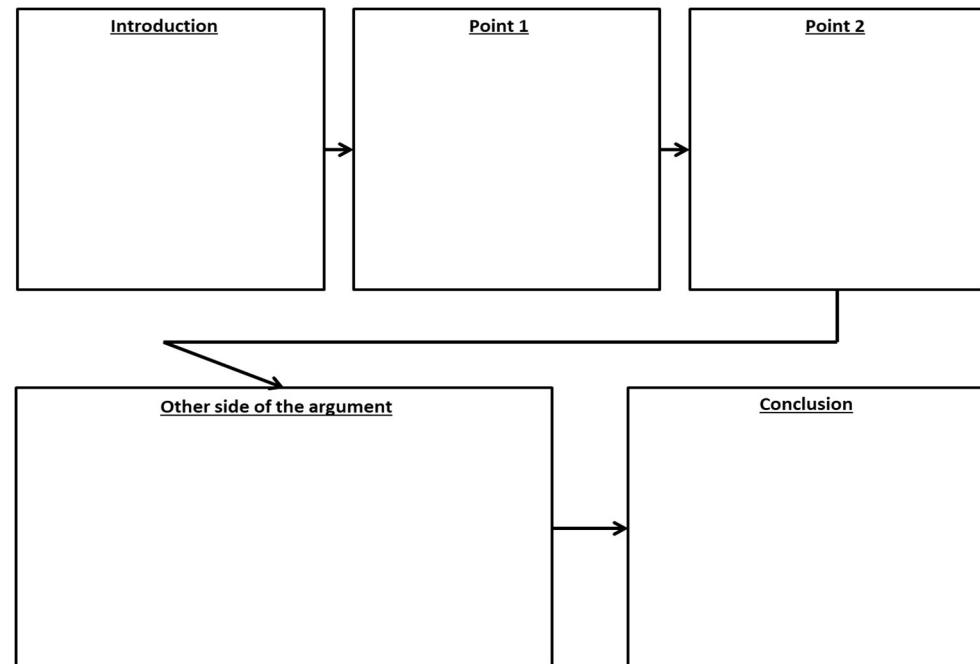 Introduction
Point 1
Point 2
Other side of the argument
Conclusion